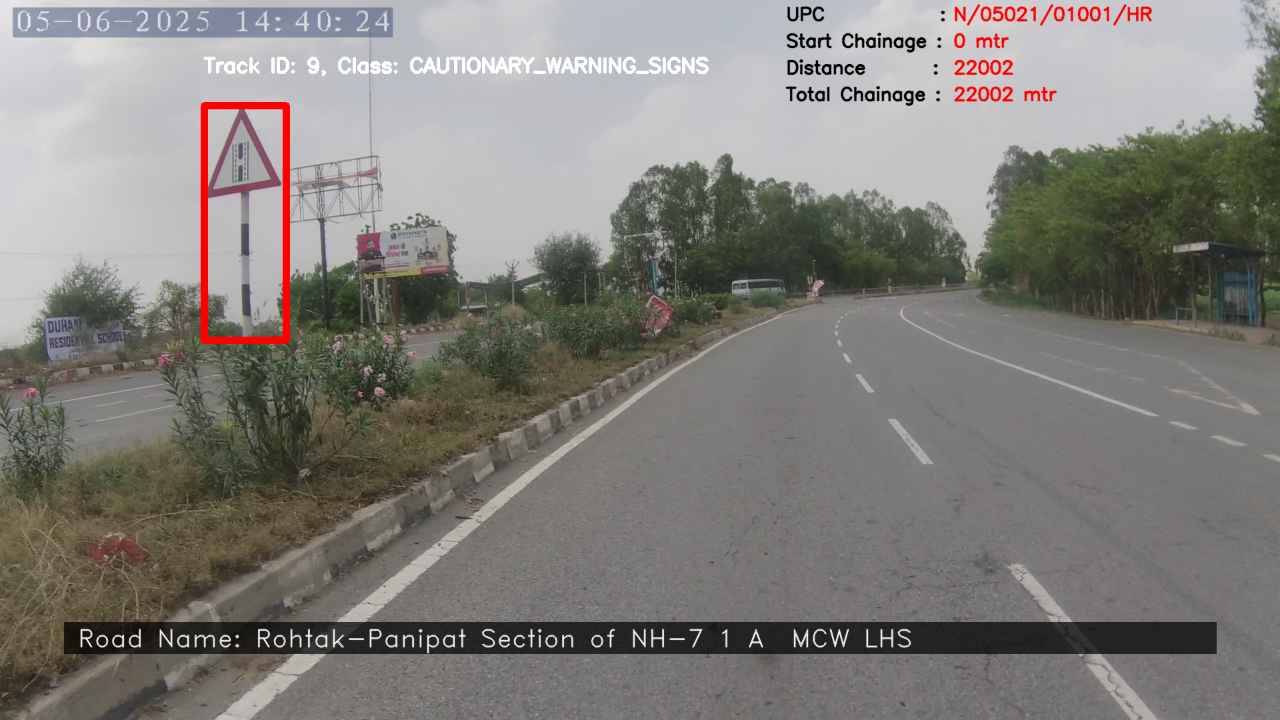 05-06-2025 14:40:24
UPC : N/05021/01001/HR
Start Chainage : 0 mtr
Distance : 22002
Total Chainage : 22002 mtr
Track ID: 9, Class: CAUTIONARY_WARNING_SIGNS
DUHAN
RESIDENTIAL SCHOOL
Road Name: Rohtak-Panipat Section of NH-7 1 A MCW LHS